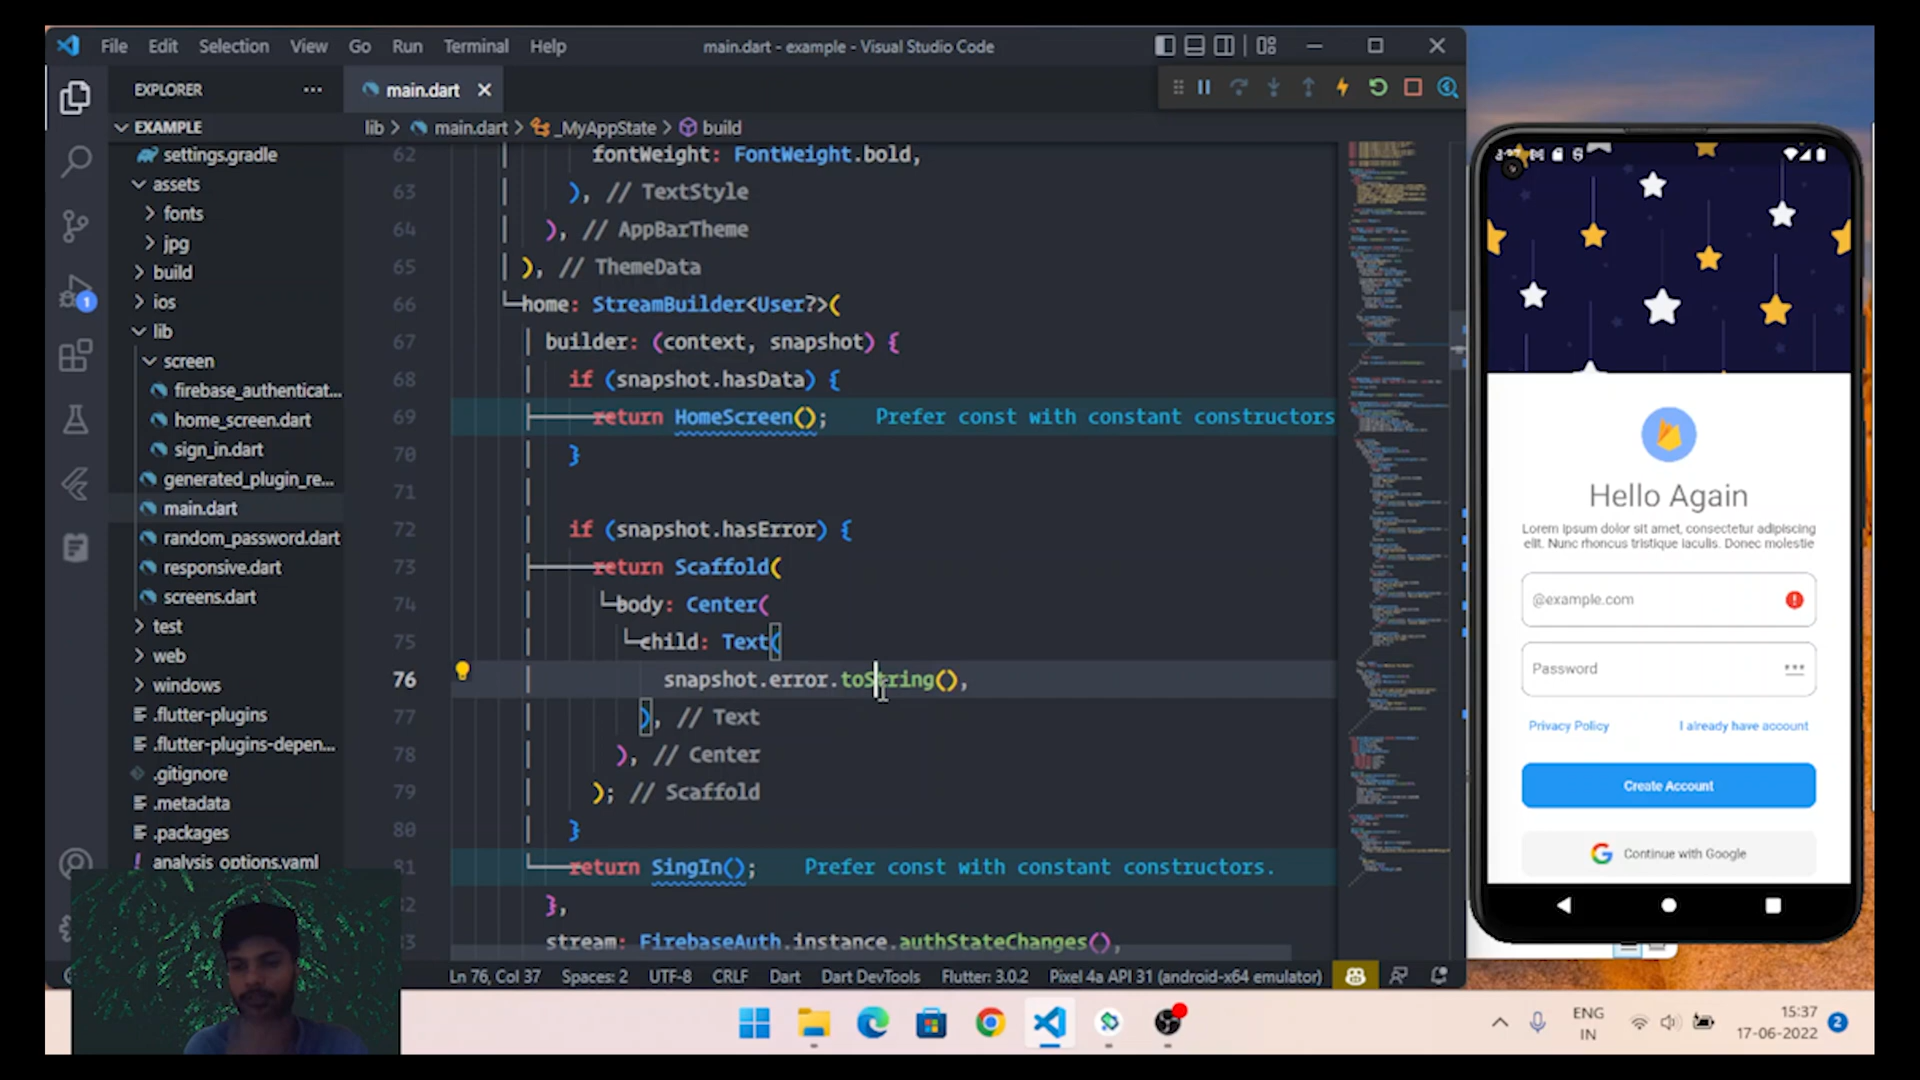 File Edit Selection View Go Run Terminal Help
main.dart - example - Visual Studio Code
EXPLORER
EXAMPLE
settings.gradle
assets
fonts
jpg
build
ios
lib
screen
firebase_authenticat...
home_screen.dart
sign_in.dart
generated_plugin_re...
main.dart
random_password.dart
responsive.dart
screens.dart
test
web
windows
.flutter-plugins
.flutter-plugins-depen...
.gitignore
.metadata
.packages
analysis_options.yaml
1
main.dart
lib > main.dart > _MyAppState > build
62 fontWeight: FontWeight.bold,
63 ), // TextStyle
64 ), // AppBarTheme
65 ), // ThemeData
66 home: StreamBuilder<User?>(
67 builder: (context, snapshot) {
68 if (snapshot.hasData) {
69 return HomeScreen(); Prefer const with constant constructors
70 }
71
72 if (snapshot.hasError) {
73 return Scaffold(
74 body: Center(
75 child: Text(
76 snapshot.error.toString(),
77 ), // Text
78 ), // Center
79 ); // Scaffold
80 }
81 return SingIn(); Prefer const with constant constructors.
},
stream: FirebaseAuth.instance.authStateChanges(),
Ln 76, Col 37 Spaces: 2 UTF-8 CRLF Dart Dart DevTools Flutter: 3.0.2 Pixel 4a API 31 (android-x64 emulator)
Hello Again
Lorem ipsum dolor sit amet, consectetur adipiscing
elit. Nunc rhoncus tristique iaculis. Donec molestie
@example.com
Password
Privacy Policy I already have account
Create Account
Continue with Google
ENG
IN
15:37
17-06-2022
2